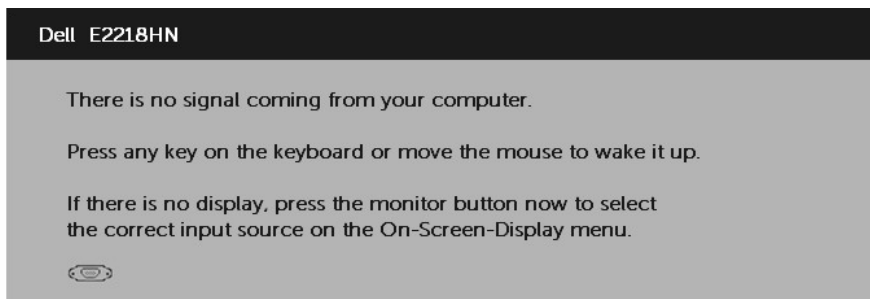 Dell E2218HN
There is no signal coming from your computer.
Press any key on the keyboard or move the mouse to wake it up.
If there is no display, press the monitor button now to select
the correct input source on the On-Screen-Display menu.